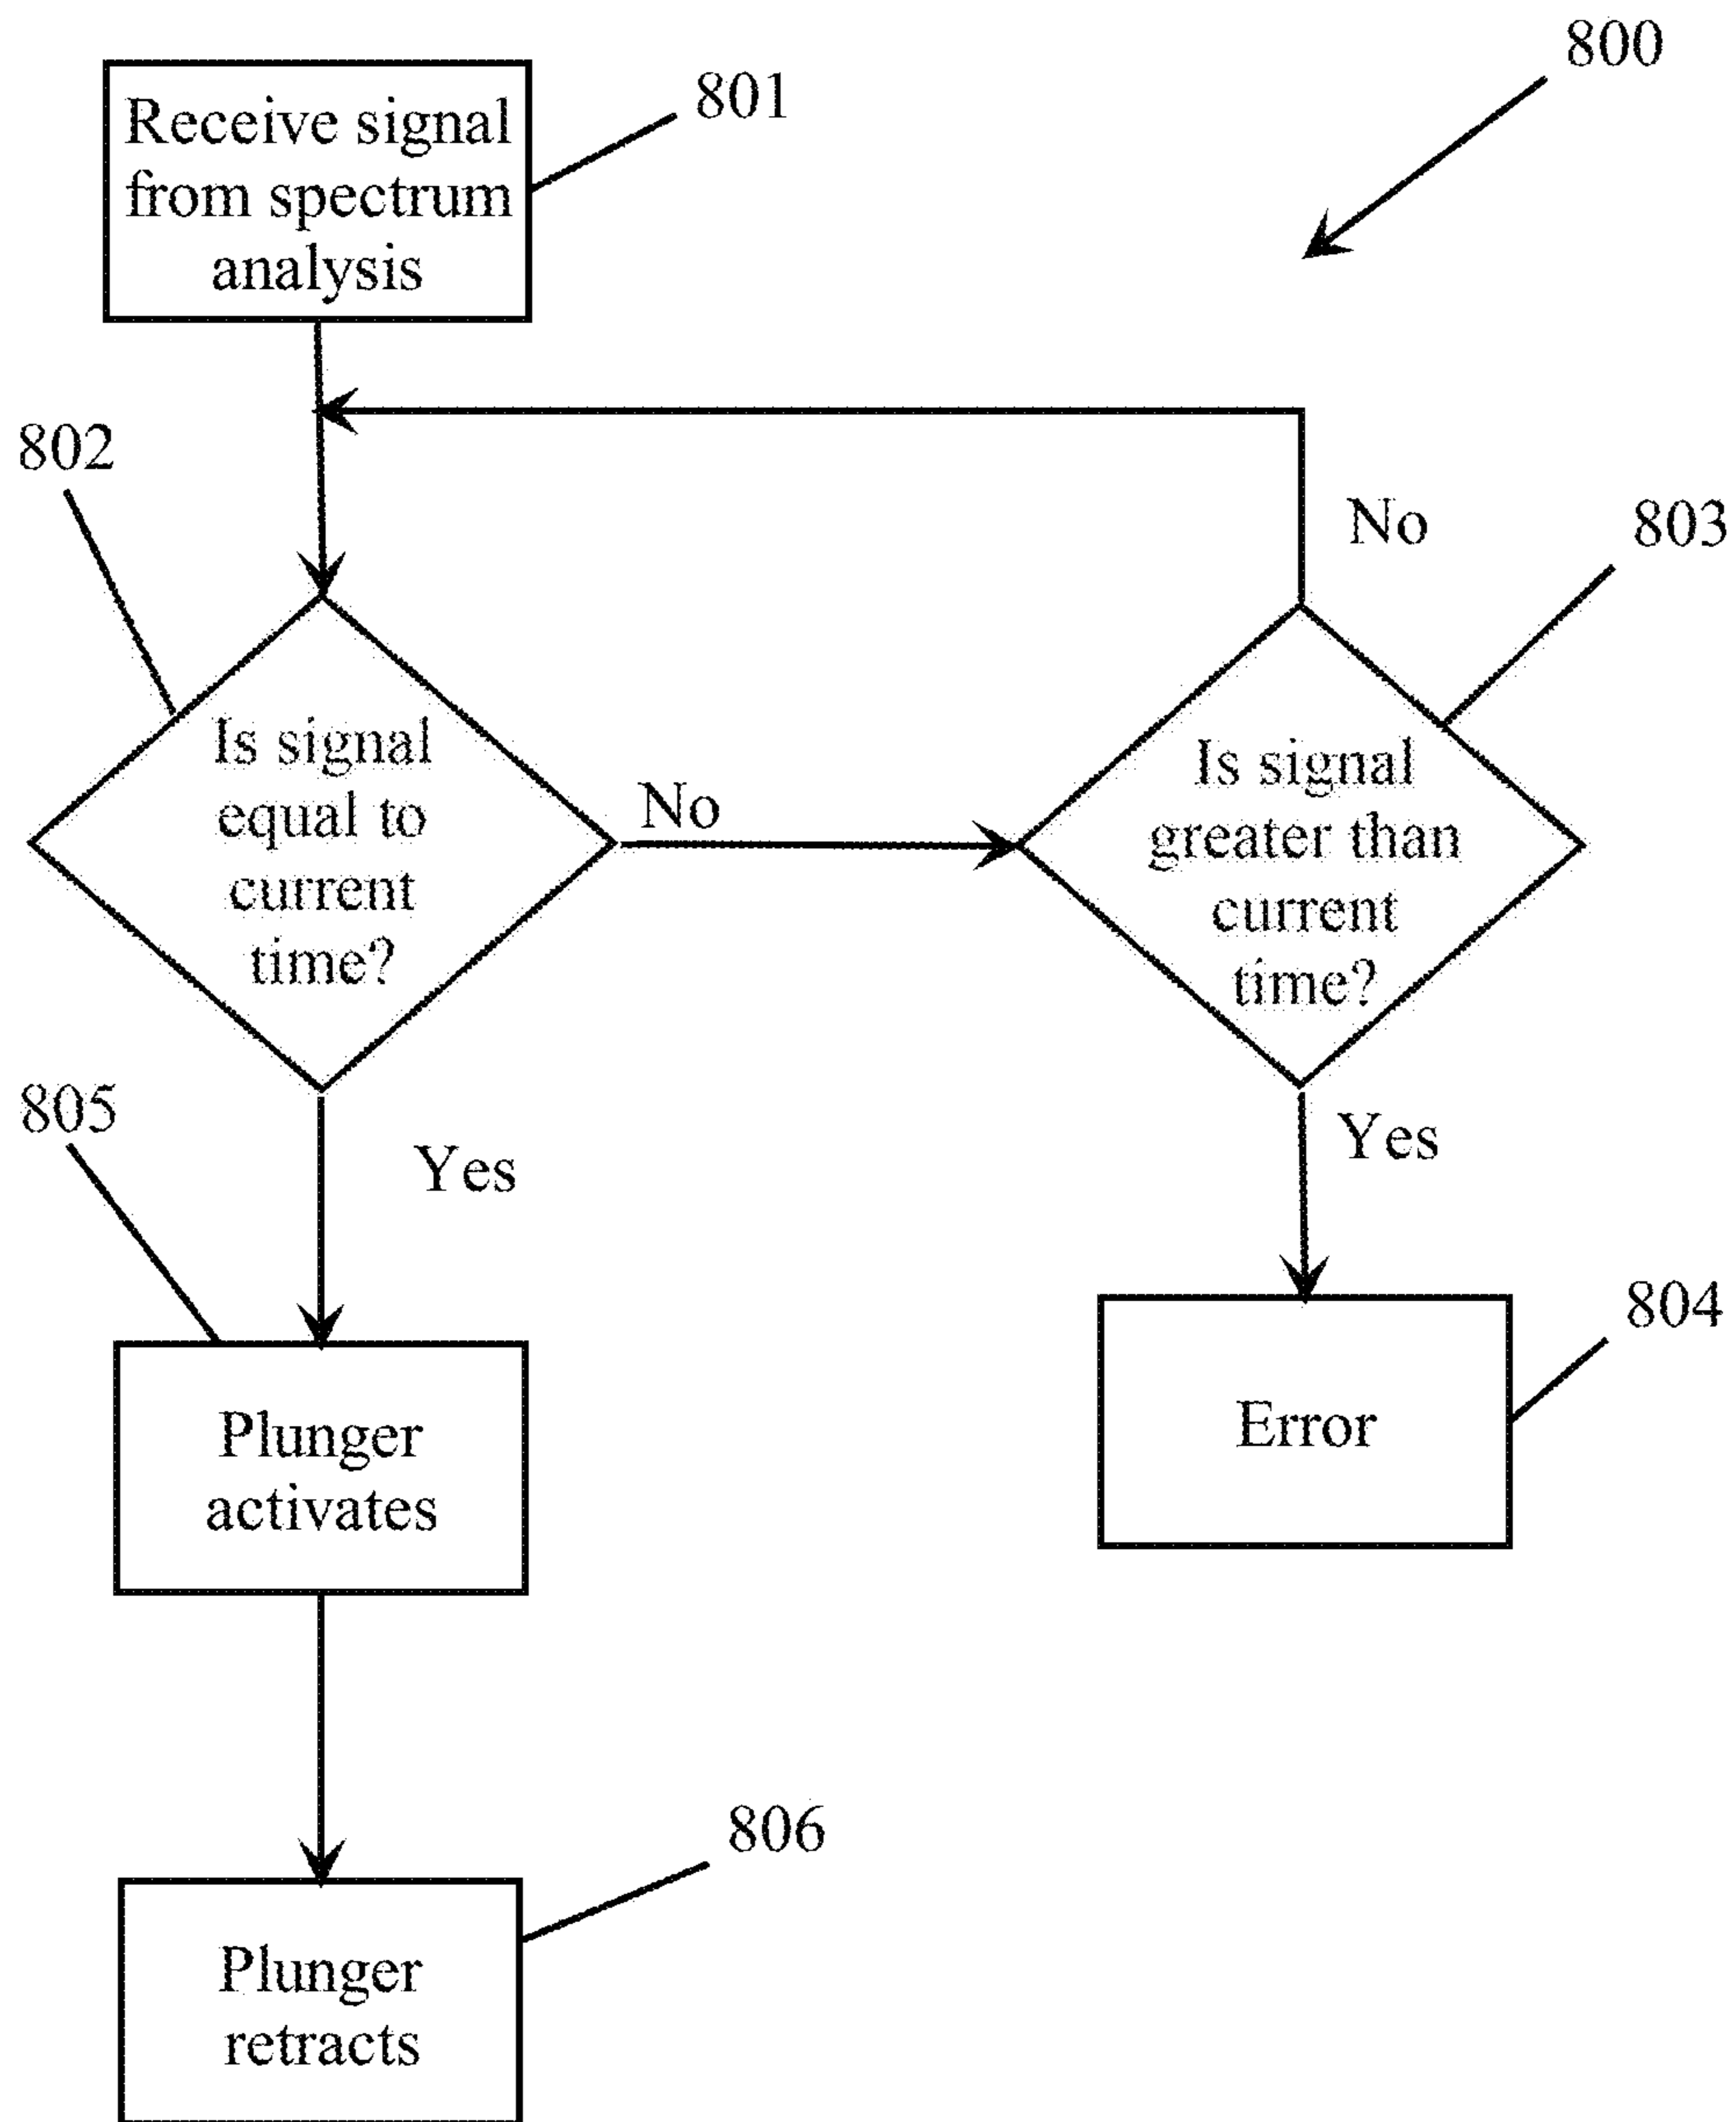 800
801
Receive signal
from spectrum
analysis
802
No
803
Is signal
equal to
current
time?
No
Is signal
greater than
current
time?
805
Yes
Yes
804
Plunger
activates
Error
806
Plunger
retracts